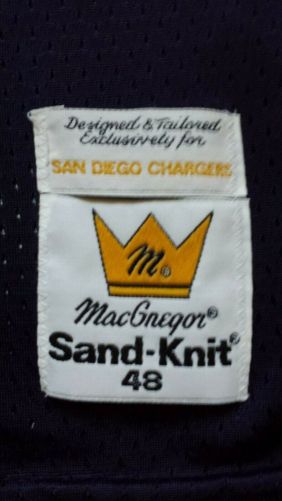 Designed & Tailored
Exclusively for
SAN DIEGO CHARGERS
M®
MacGregor®
Sand-Knit®
48